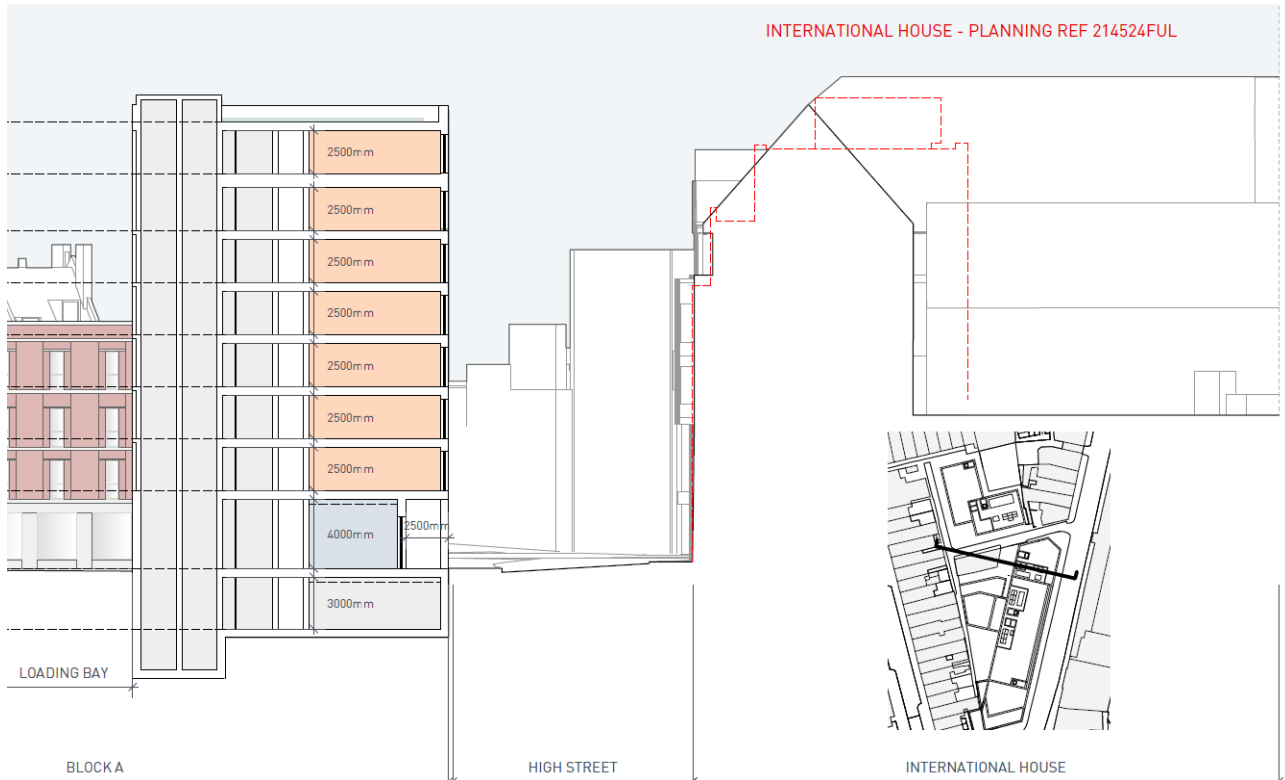 INTERNATIONAL HOUSE - PLANNING REF 214524FUL
2500mm
2500mm
2500mm
2500mm
2500mm
2500mm
2500mm
4000mm
2500mm
3000mm
LOADING BAY
BLOCK A
HIGH STREET
INTERNATIONAL HOUSE